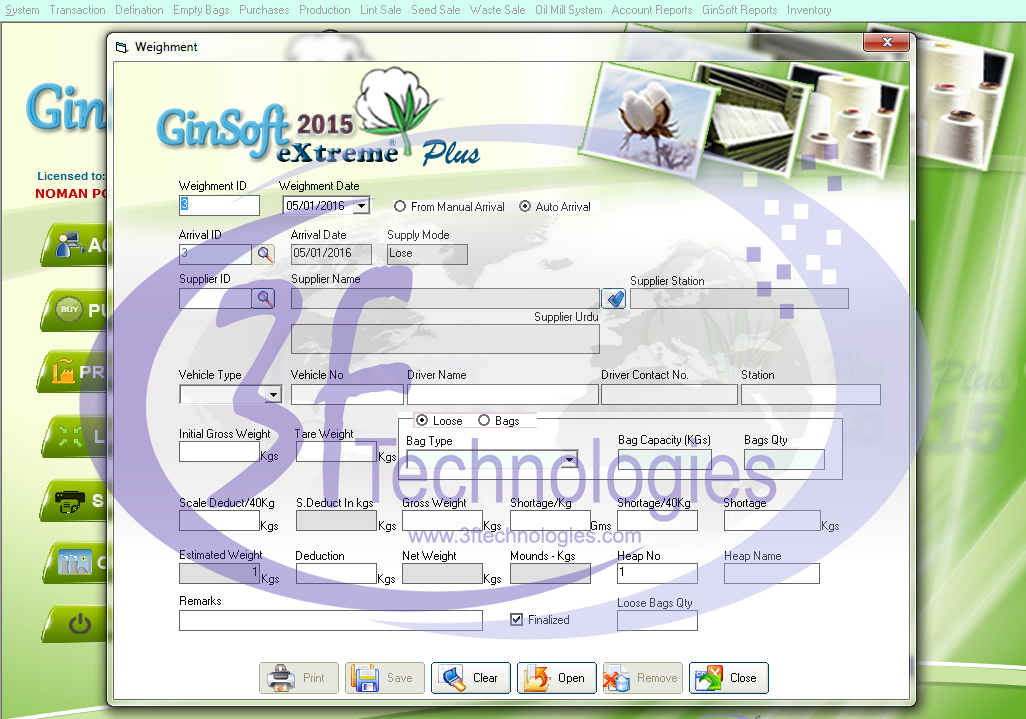 System Transaction Defination Empty Bags Purchases Production Lint Sale Seed Sale Waste Sale Oil Mill System Account Reports GinSoft Reports Inventory
Weighment
Gin
GinSoft 2015
eXtreme® Plus
Licensed to:
NOMAN PO
Weighment ID Weighment Date
3 05/01/2016 From Manual Arrival Auto Arrival
Arrival ID Arrival Date Supply Mode
3 05/01/2016 Lose
Supplier ID Supplier Name Supplier Station
BUY PU
Supplier Urdu
PR
Vehicle Type Vehicle No Driver Name Driver Contact No. Station
Plus
15
3f
Technologies
www.3ftechnologies.com
Loose Bags
Initial Gross Weight Tare Weight Bag Type Bag Capacity (KGs) Bags Qty
Kgs Kgs
Scale Deduct/40Kg S.Deduct In kgs Gross Weight Shortage/Kg Shortage/40Kg Shortage
Kgs Kgs Kgs Gms Kgs
Estimated Weight Deduction Net Weight Mounds - Kgs Heap No Heap Name
1 Kgs Kgs Kgs 1
Remarks Loose Bags Qty
Finalized
Print Save Clear Open Remove Close